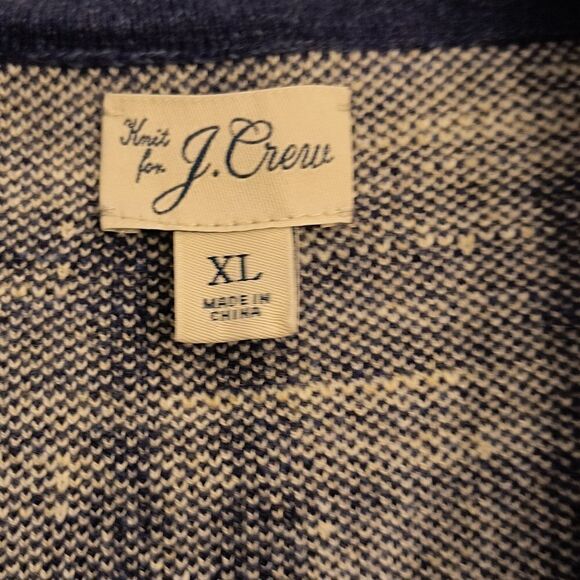 Knit
for J.Crew
XL
MADE IN
CHINA